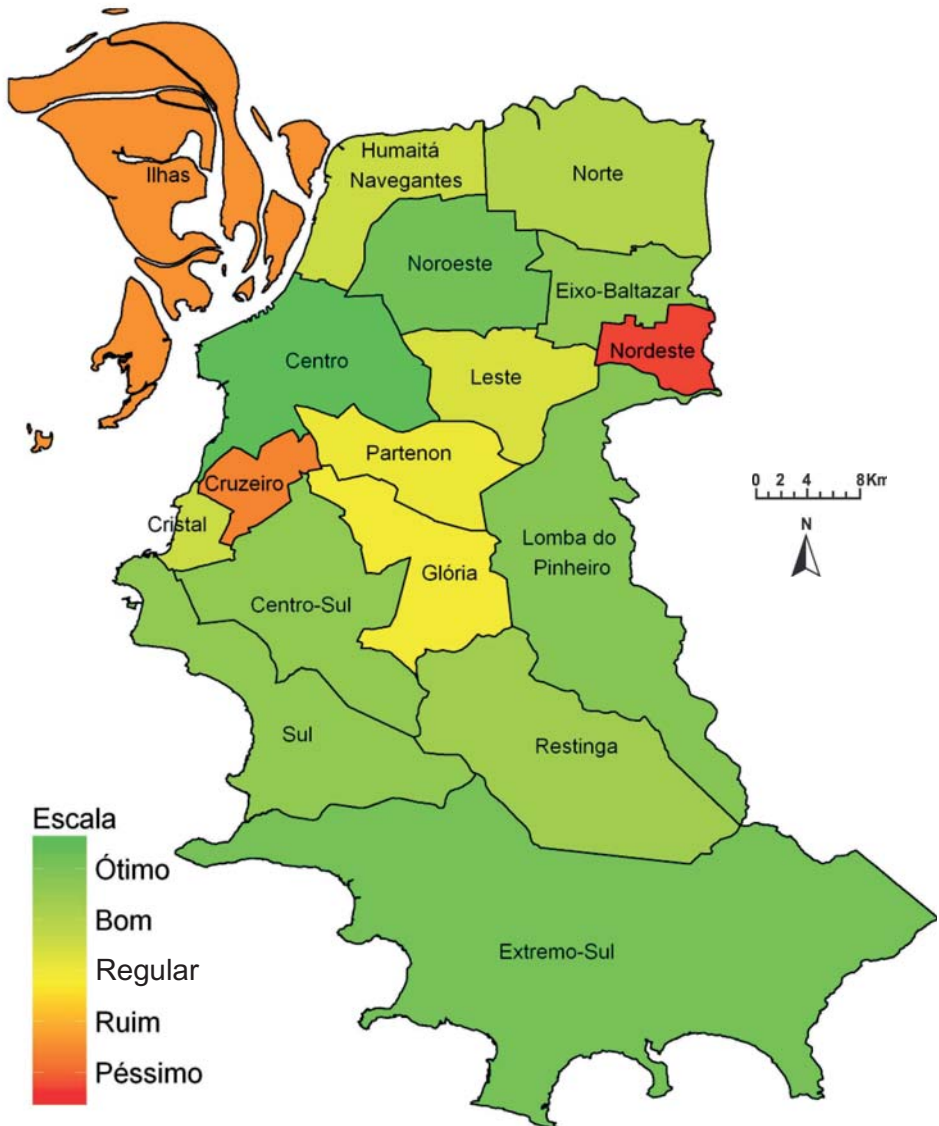 Humaitá
Navegantes
Norte
Ilhas
Noroeste
Eixo-Baltazar
Nordeste
Centro
Leste
Partenon
Cruzeiro
Cristal
0 2 4 8Km
N
Lomba do
Pinheiro
Glória
Centro-Sul
Sul
Restinga
Escala
Ótimo
Bom
Regular
Ruim
Péssimo
Extremo-Sul